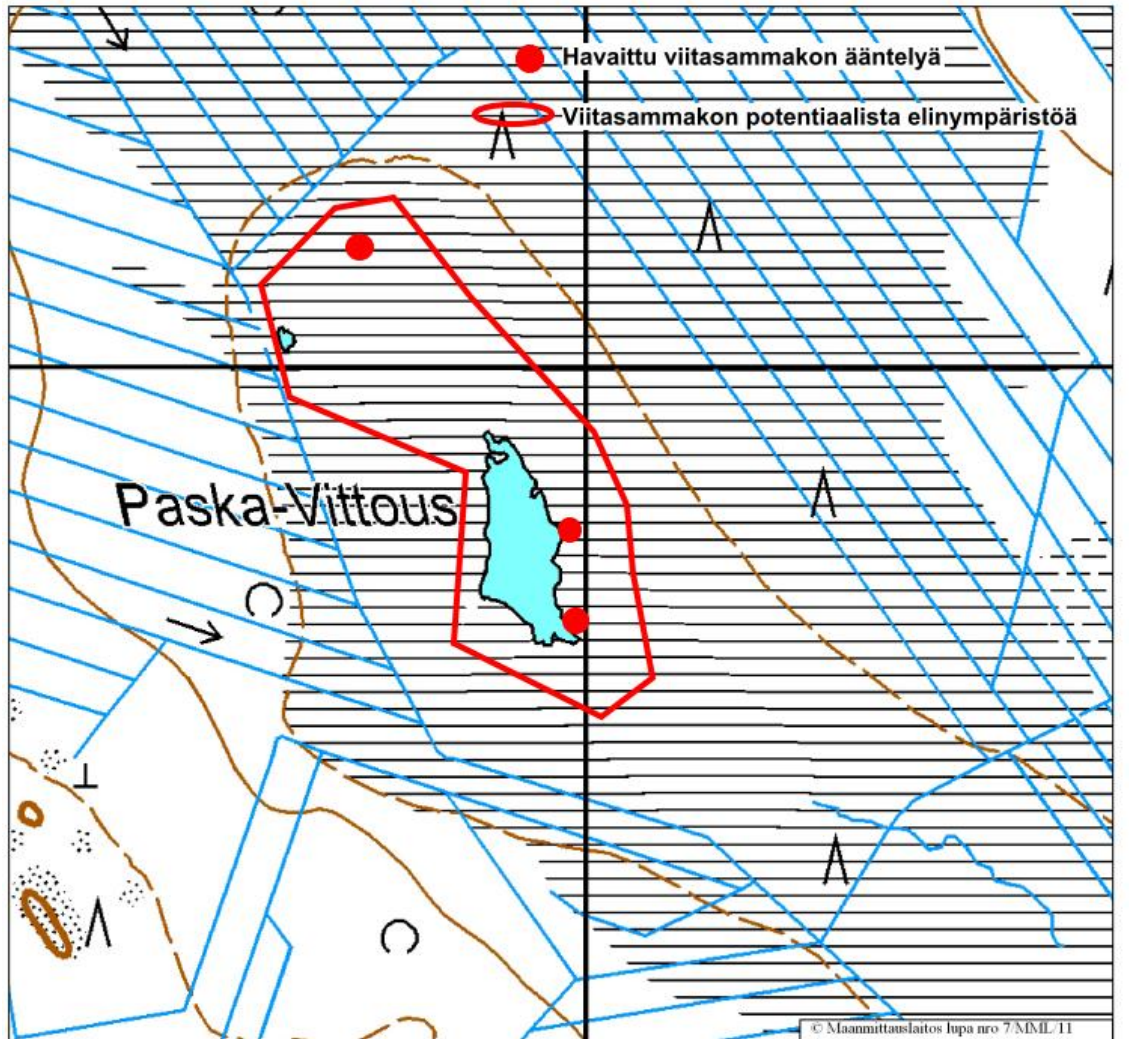 Havaittu viitasammakon ääntelyä
Viitasammakon potentiaalista elinympäristöä
Paska-Vittous
© Maanmittauslaitos lupa nro 7/MML/11